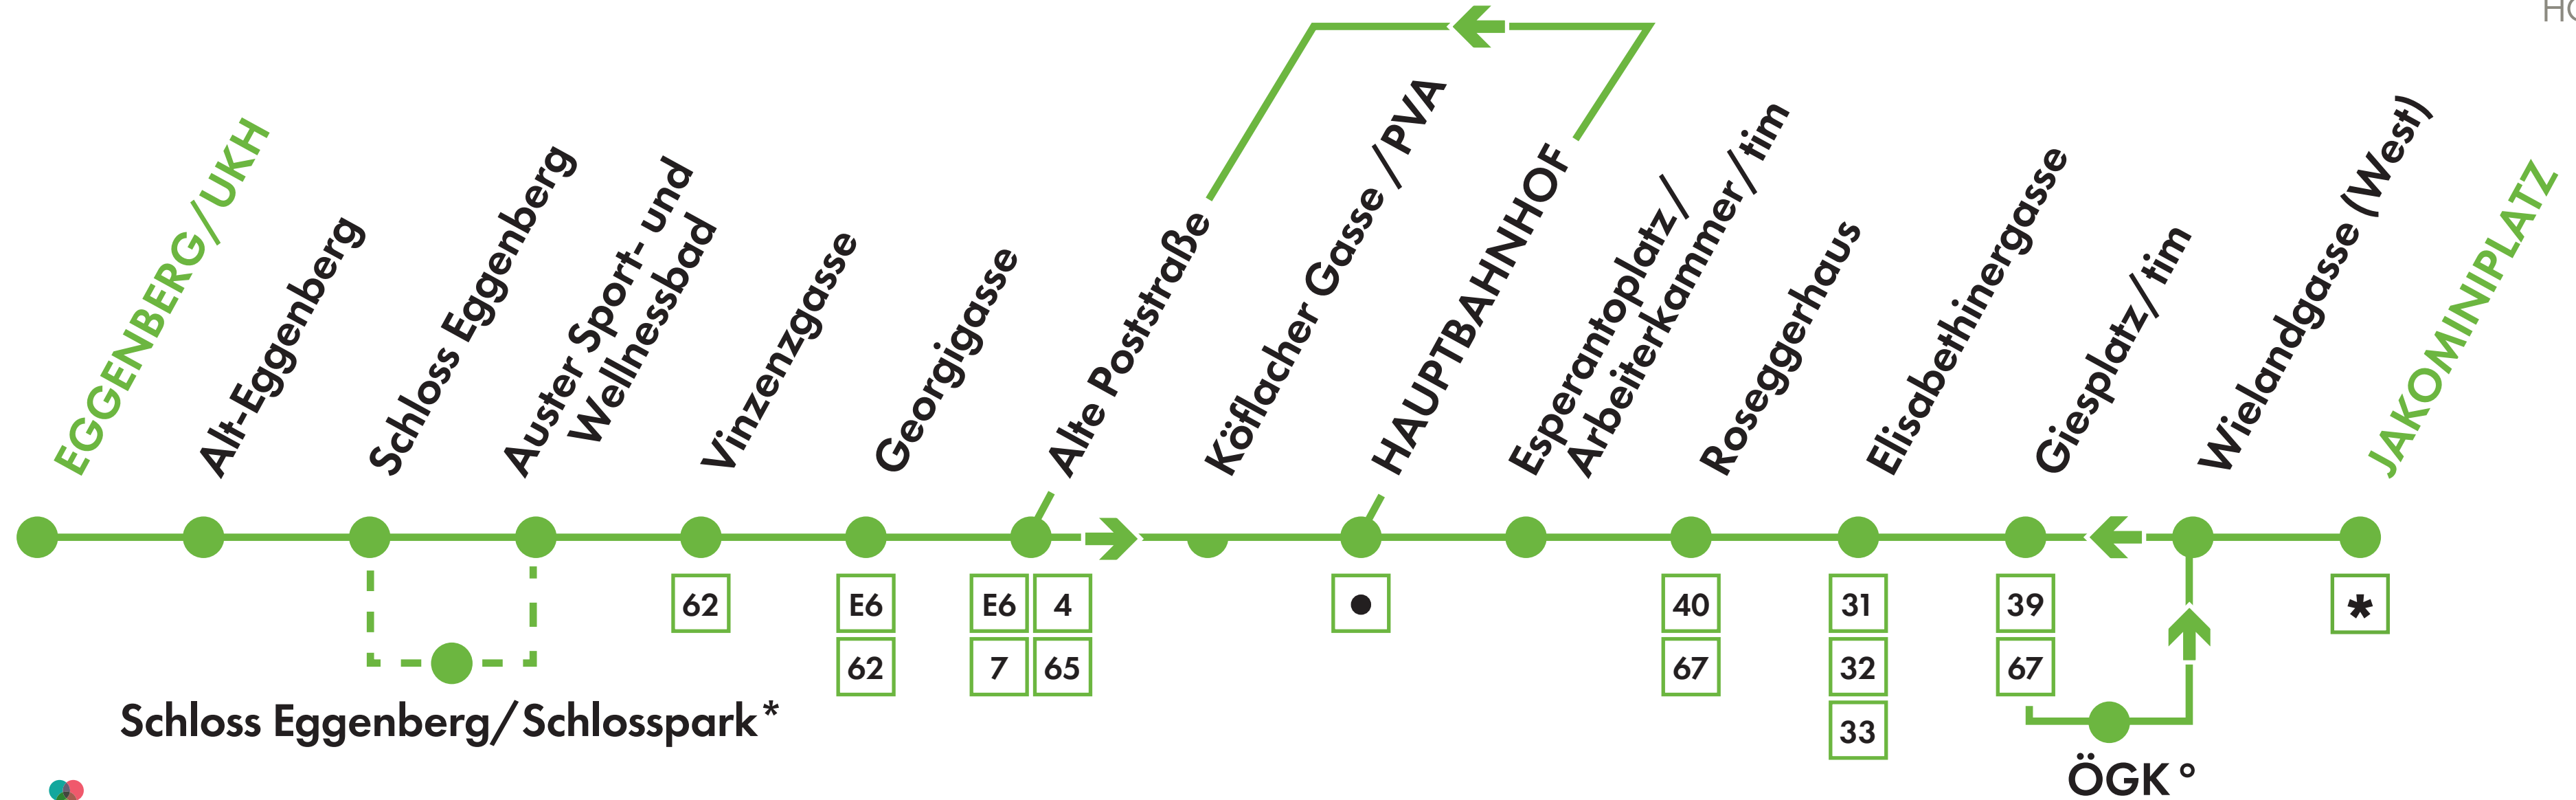 HO
EGGENBERG/UKH
Alt-Eggenberg
Schloss Eggenberg
Auster Sport- und
Wellnessbad
Vinzenzgasse
Georgigasse
Alte Poststraße
Köflacher Gasse /PVA
HAUPTBAHNHOF
Esperantoplatz/
Arbeiterkammer/tim
Roseggerhaus
Elisabethinergasse
Giesplatz/tim
Wielandgasse (West)
JAKOMINIPLATZ
62
E6
62
E6 4
7 65
●
40
67
31
32
33
39
67
*
Schloss Eggenberg/Schlosspark*
ÖGK °